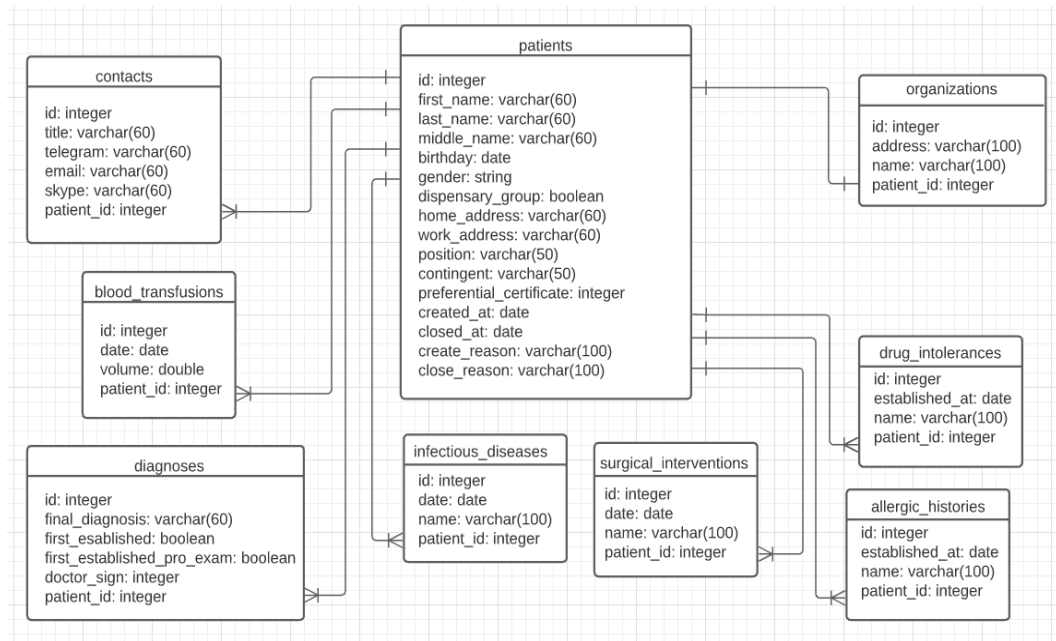 patients
id: integer
first_name: varchar(60)
last_name: varchar(60)
middle_name: varchar(60)
birthday: date
gender: string
dispensary_group: boolean
home_address: varchar(60)
work_address: varchar(60)
position: varchar(50)
contingent: varchar(50)
preferential_certificate: integer
created_at: date
closed_at: date
create_reason: varchar(100)
close_reason: varchar(100)
contacts
id: integer
title: varchar(60)
telegram: varchar(60)
email: varchar(60)
skype: varchar(60)
patient_id: integer
organizations
id: integer
address: varchar(100)
name: varchar(100)
patient_id: integer
blood_transfusions
id: integer
date: date
volume: double
patient_id: integer
drug_intolerances
id: integer
established_at: date
name: varchar(100)
patient_id: integer
diagnoses
id: integer
final_diagnosis: varchar(60)
first_esablished: boolean
first_established_pro_exam: boolean
doctor_sign: integer
patient_id: integer
infectious_diseases
id: integer
date: date
name: varchar(100)
patient_id: integer
surgical_interventions
id: integer
date: date
name: varchar(100)
patient_id: integer
allergic_histories
id: integer
established_at: date
name: varchar(100)
patient_id: integer